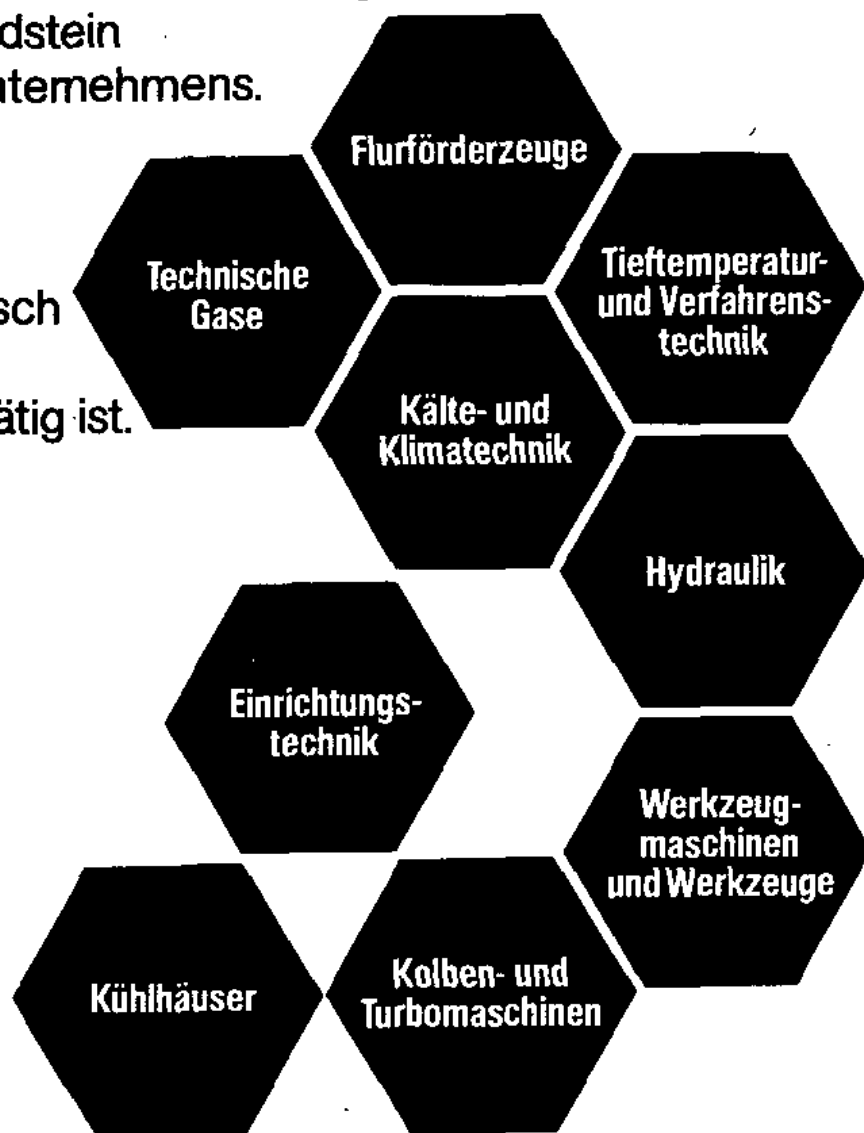 dstein
nternehmens.
sch
ätig ist.
Flurförderzeuge
Technische
Gase
Tieftemperatur-
und Verfahrens-
technik
Kälte- und
Klimatechnik
Hydraulik
Einrichtungs-
technik
Werkzeug-
maschinen
und Werkzeuge
Kühlhäuser
Kolben- und
Turbomaschinen